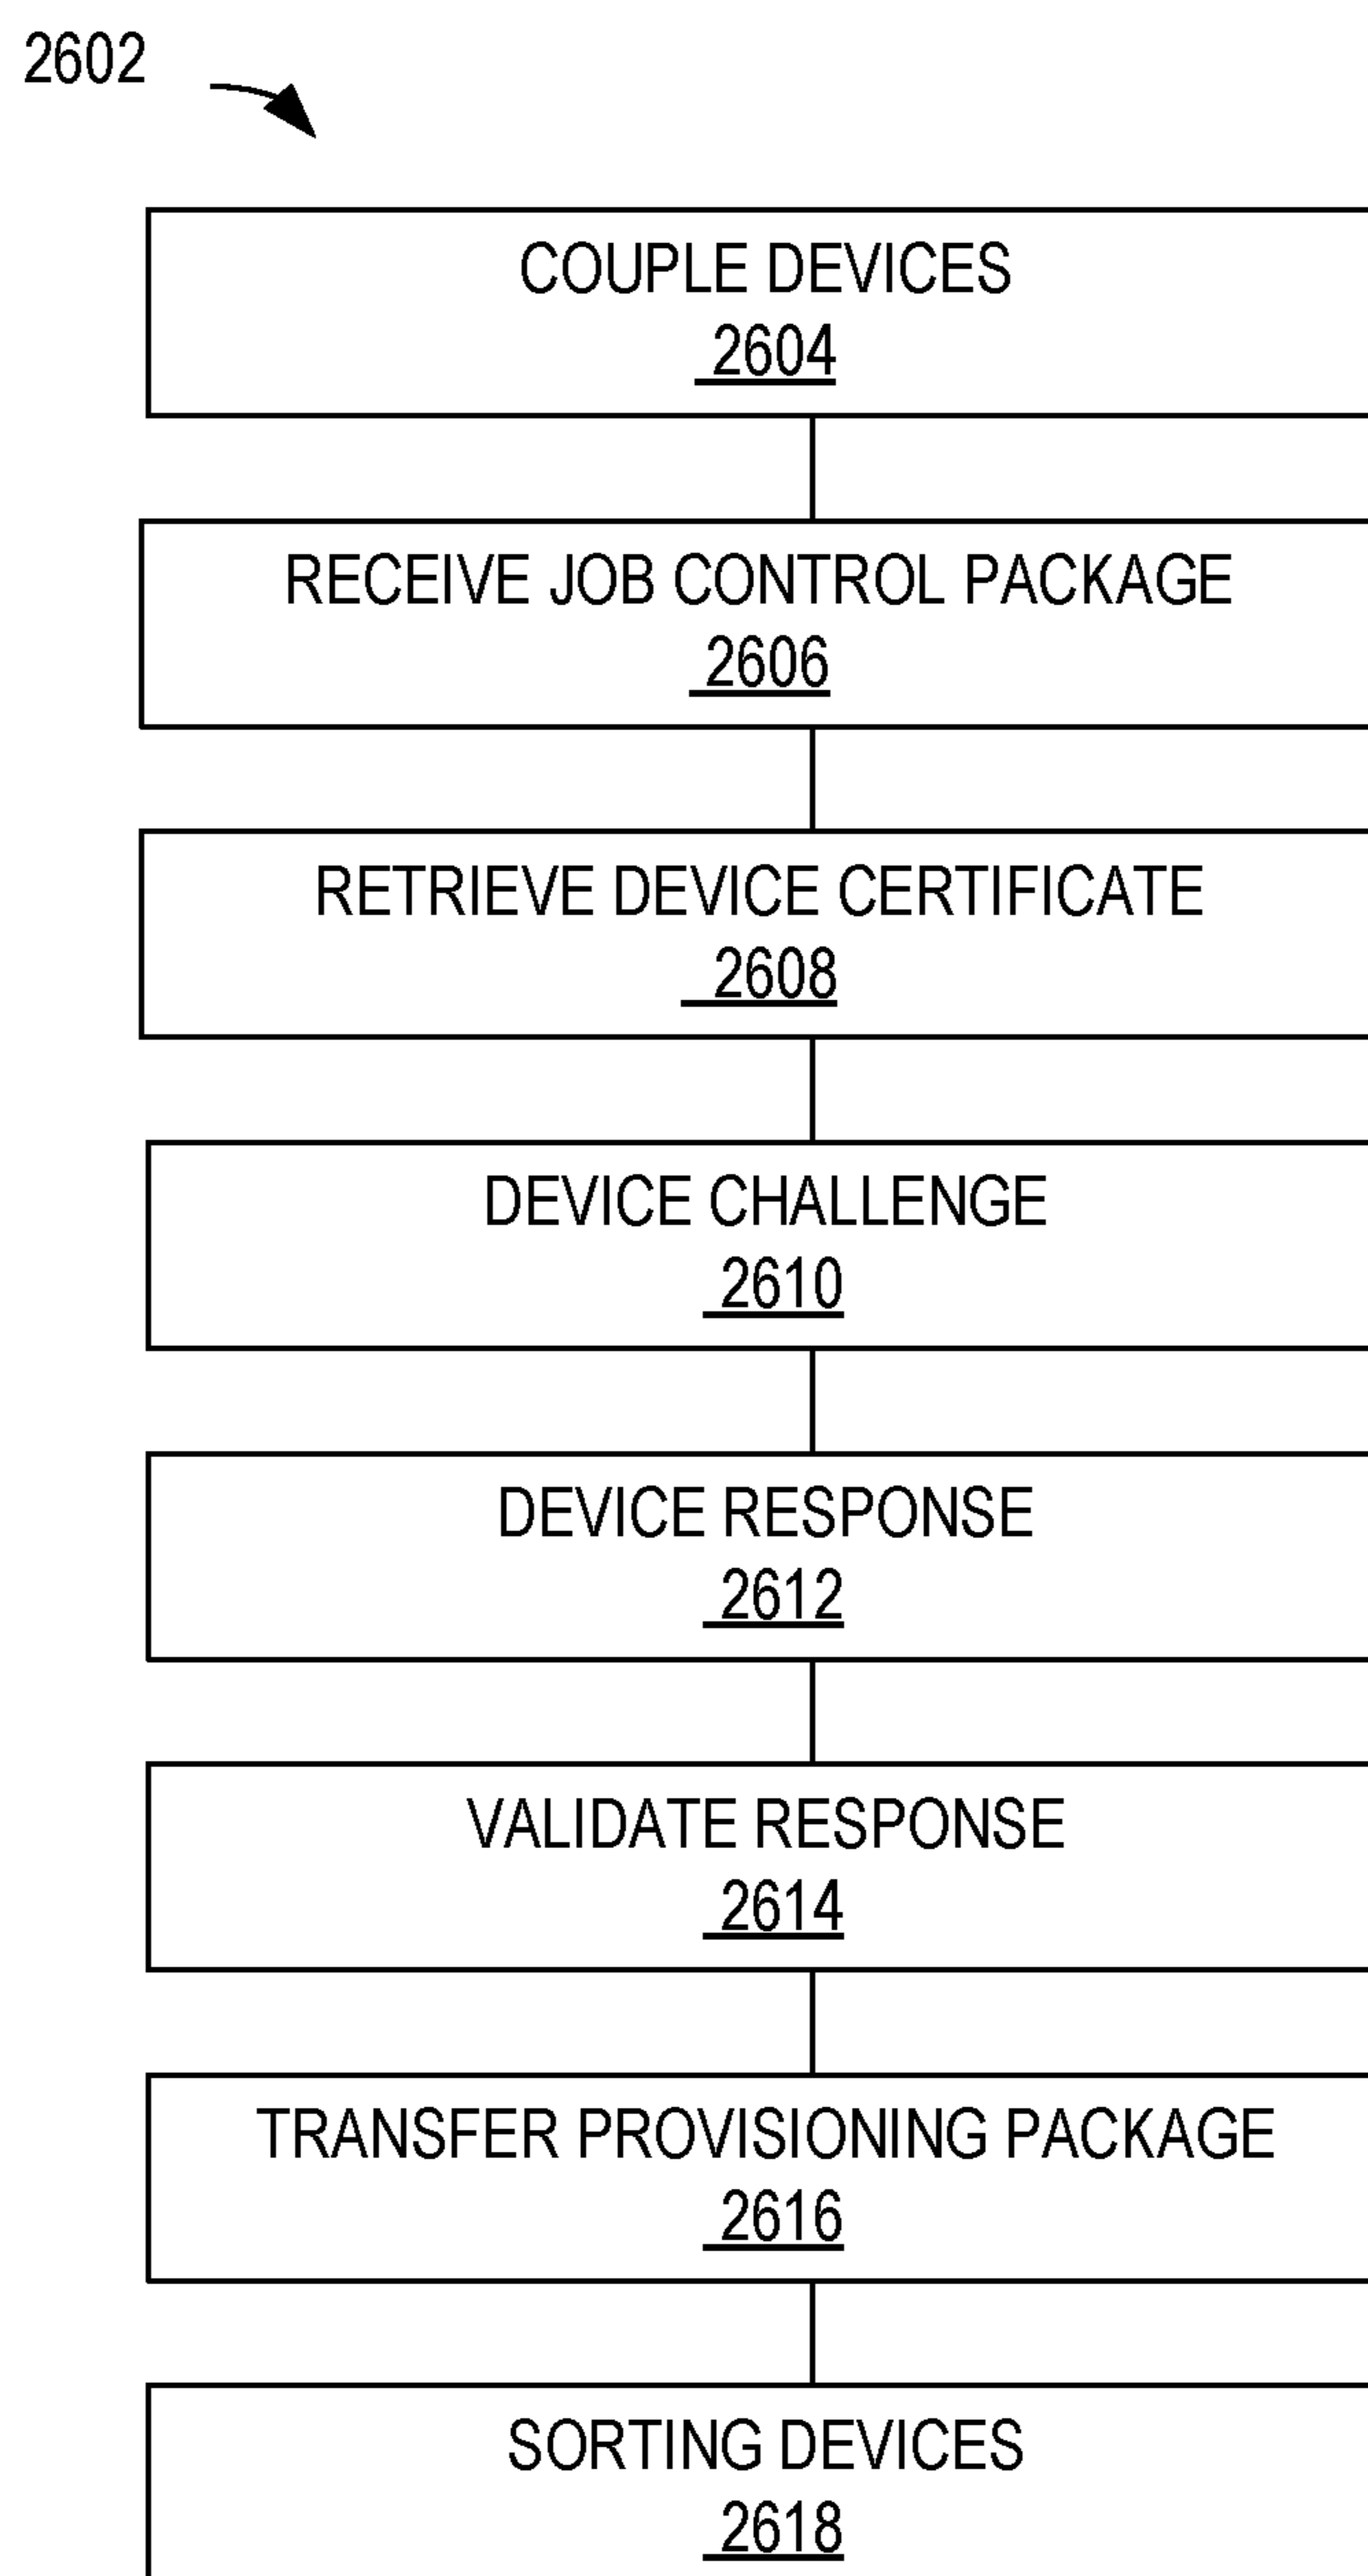 2602
COUPLE DEVICES
2604
RECEIVE JOB CONTROL PACKAGE
2606
RETRIEVE DEVICE CERTIFICATE
2608
DEVICE CHALLENGE
2610
DEVICE RESPONSE
2612
VALIDATE RESPONSE
2614
TRANSFER PROVISIONING PACKAGE
2616
SORTING DEVICES
2618